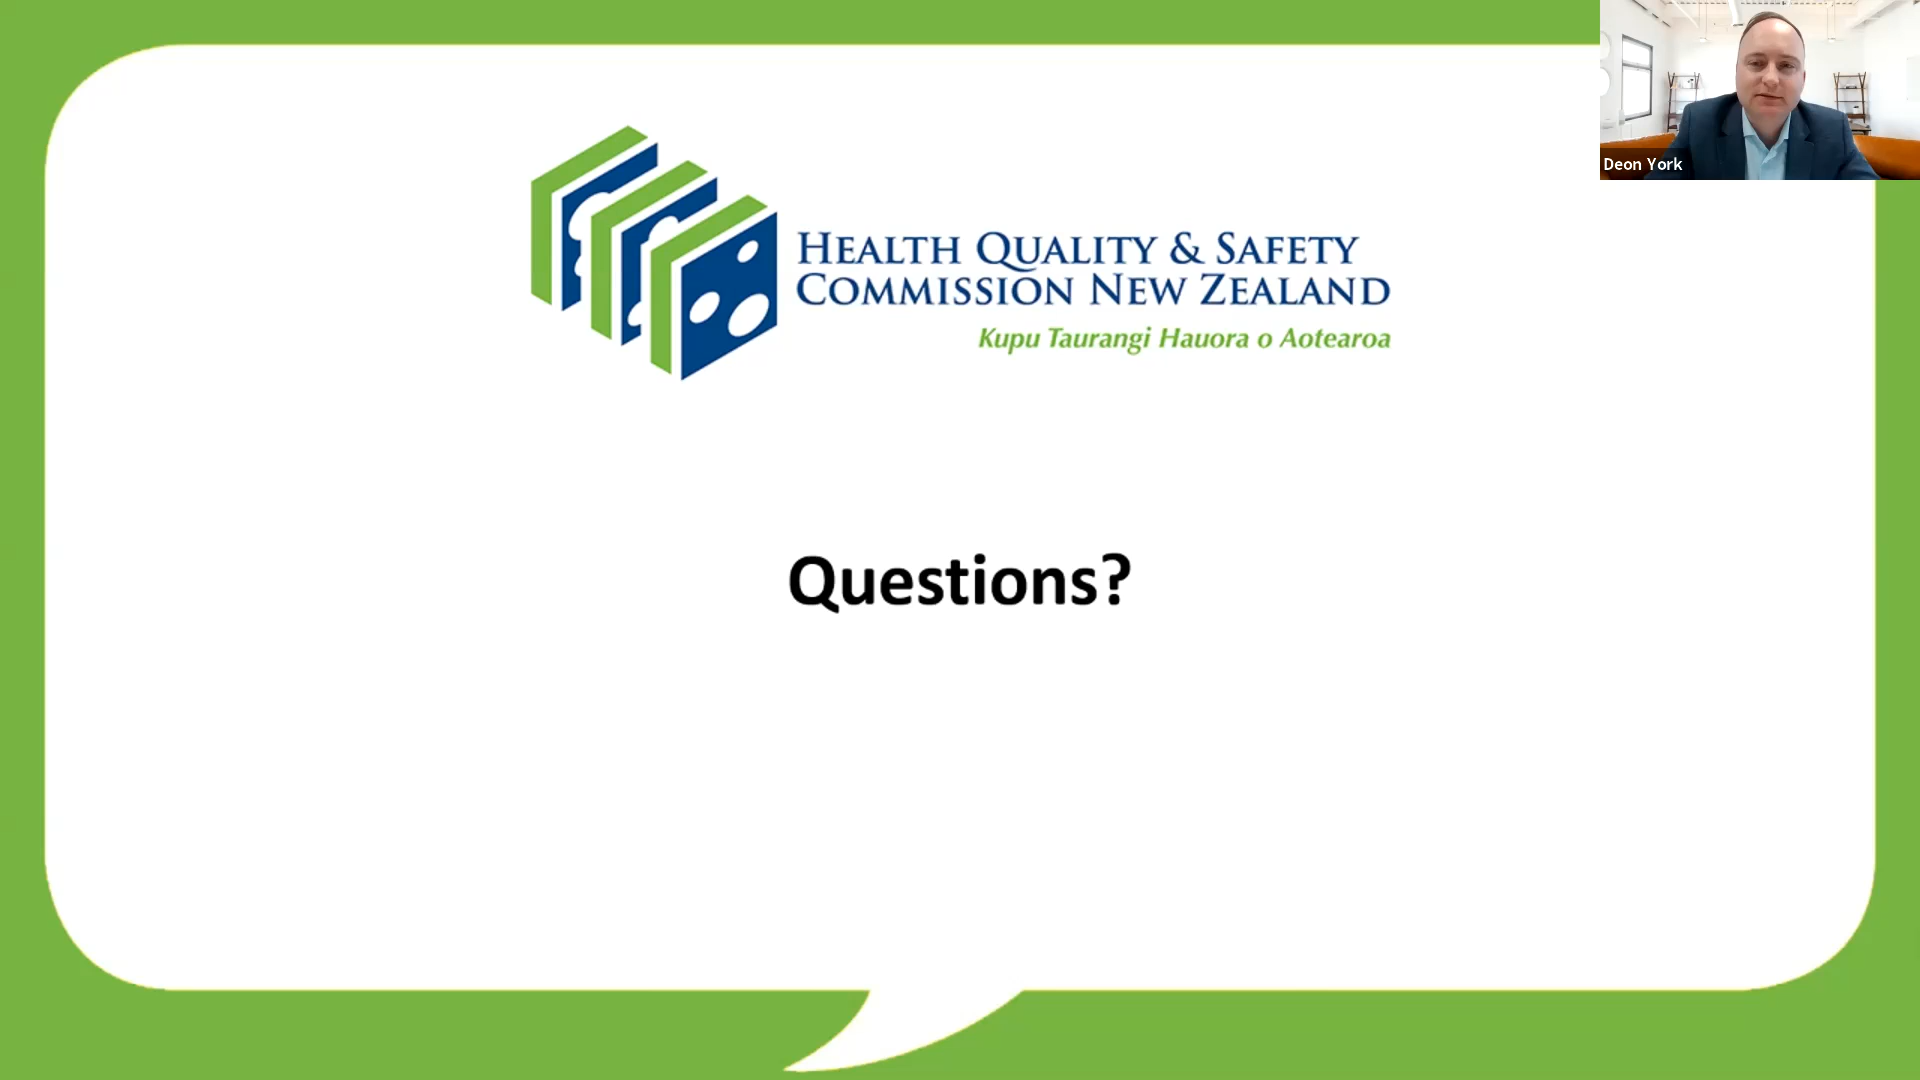 HEALTH QUALITY & SAFETY
COMMISSION NEW ZEALAND
Kupu Taurangi Hauora o Aotearoa
Questions?
Deon York